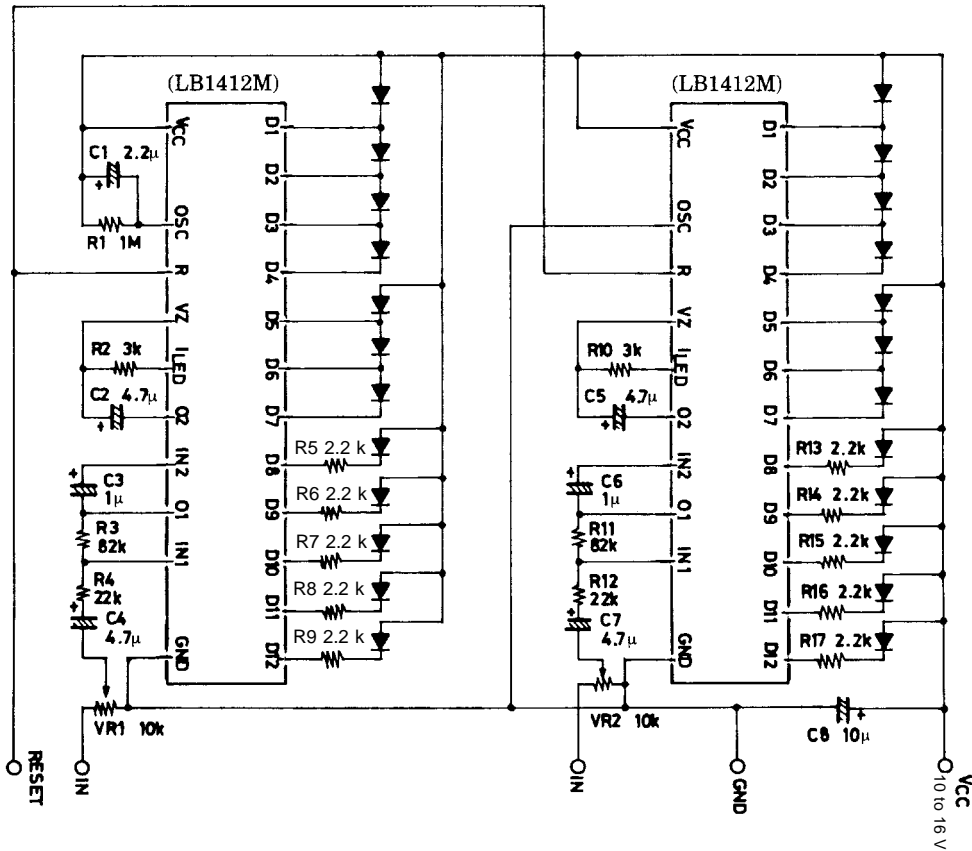 (LB1412M)
VCC
C1 2.2μ
+
OSC
R1 1M
R
VZ
R2 3k
ILED
C2 4.7μ
+
O2
+
IN2
C3
1μ
O1
R3
82k
IN1
R4
22k
+
C4
4.7μ
GND
VR1 10k
RESET
IN
D1
D2
D3
D4
D5
D6
D7
D8
D9
D10
D11
D12
R5 2.2 k
R6 2.2 k
R7 2.2 k
R8 2.2 k
R9 2.2 k
(LB1412M)
VCC
OSC
R
VZ
R10 3k
ILED
C5 4.7μ
+
O2
+
IN2
C6
1μ
O1
R11
82k
IN1
R12
22k
+
C7
4.7μ
GND
VR2 10k
IN
GND
D1
D2
D3
D4
D5
D6
D7
D8
D9
D10
D11
D12
R13 2.2k
R14 2.2k
R15 2.2k
R16 2.2k
R17 2.2k
+
C8 10μ
VCC
10 to 16 V